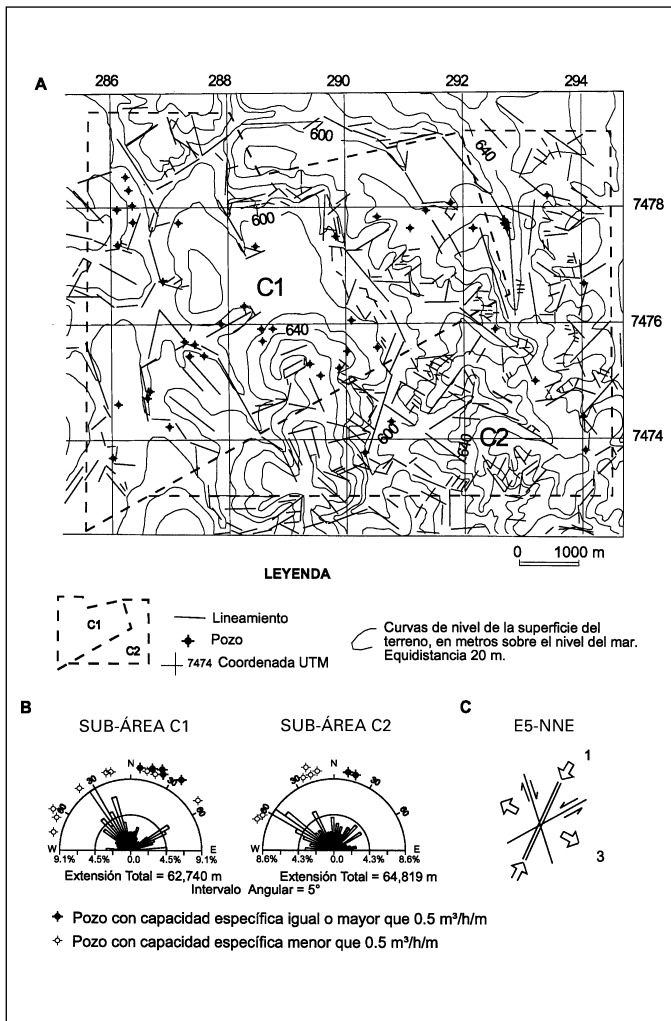 A
286 288 290 292 294
600
640
7478
600
C1
640
7476
600
640
C2
7474
0 1000 m
LEYENDA
C1
C2
Lineamiento
Pozo
7474 Coordenada UTM
Curvas de nivel de la superficie del
terreno, en metros sobre el nivel del mar.
Equidistancia 20 m.
B
C
SUB-ÁREA C1
SUB-ÁREA C2
E5-NNE
N
30
30
60
60
W
E
9.1% 4.5% 0.0 4.5% 9.1%
Extensión Total = 62,740 m
N
30
30
60
60
W
E
8.6% 4.3% 0.0 4.3% 8.6%
Extensión Total = 64,819 m
Intervalo Angular = 5°
1
3
Pozo con capacidad específica igual o mayor que 0.5 m³/h/m
Pozo con capacidad específica menor que 0.5 m³/h/m